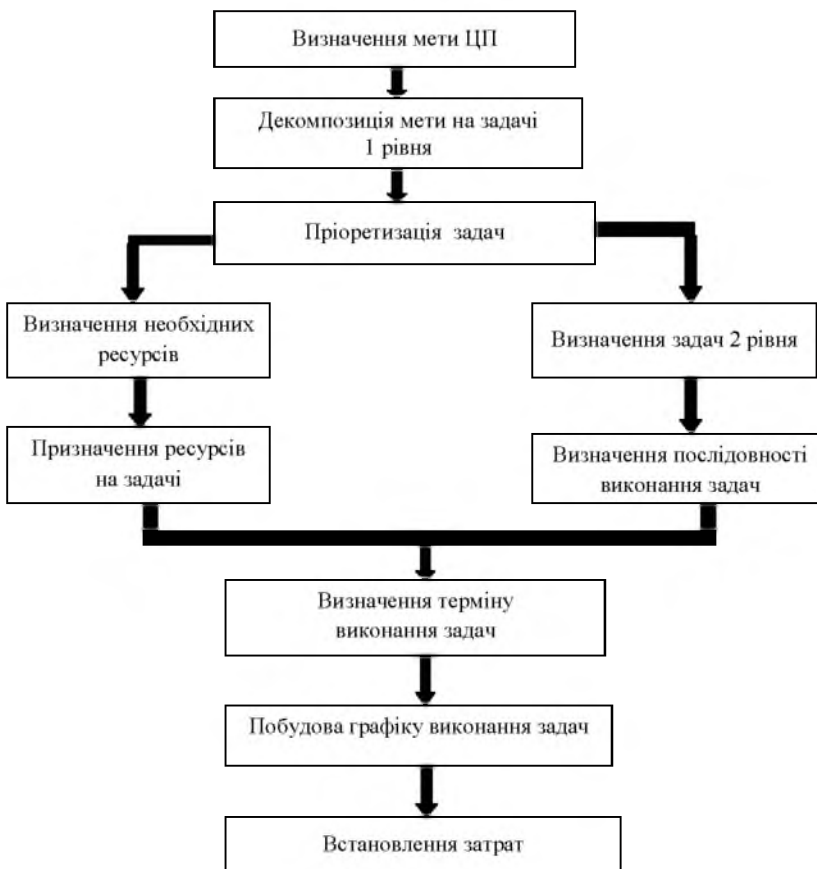 Визначення мети ЦП
Декомпозиція мети на задачі
1 рівня
Пріоретизація задач
Визначення необхідних
ресурсів
Визначення задач 2 рівня
Призначення ресурсів
на задачі
Визначення послідовності
виконання задач
Визначення терміну
виконання задач
Побудова графіку виконання задач
Встановлення затрат